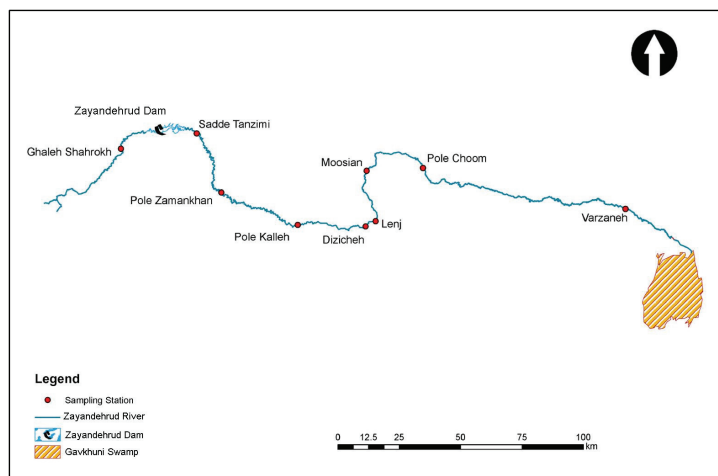 Zayandehrud Dam
Sadde Tanzimi
Ghaleh Shahrokh
Moosian
Pole Choom
Pole Zamankhan
Lenj
Varzaneh
Pole Kalleh
Dizicheh
Legend
Sampling Station
Zayandehrud River
Zayandehrud Dam
Gavkhuni Swamp
0 12.5 25 50 75 100
km